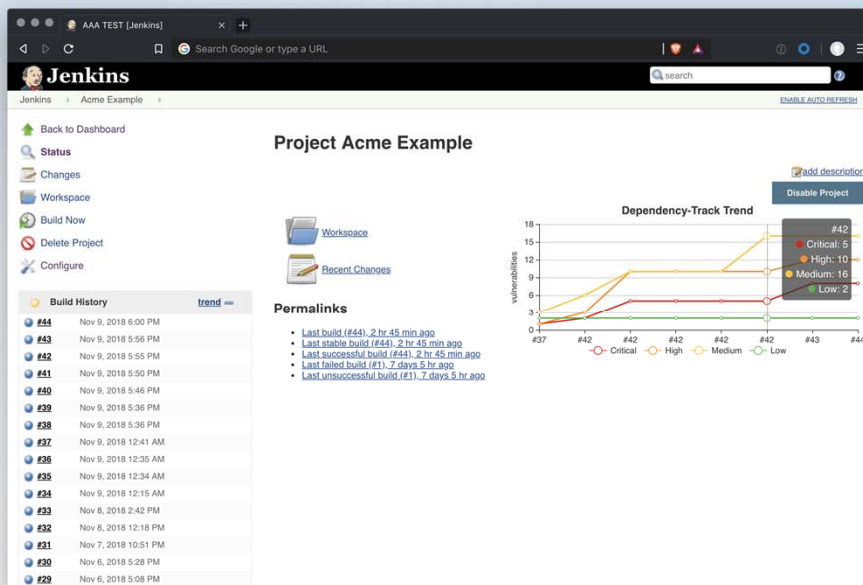 AAA TEST [Jenkins]
Search Google or type a URL
Jenkins
search
Jenkins
Acme Example
ENABLE AUTO REFRESH
Back to Dashboard
Status
Changes
Workspace
Build Now
Delete Project
Configure
Build History
trend
#44 Nov 9, 2018 6:00 PM
#43 Nov 9, 2018 5:56 PM
#42 Nov 9, 2018 5:55 PM
#41 Nov 9, 2018 5:50 PM
#40 Nov 9, 2018 5:46 PM
#39 Nov 9, 2018 5:36 PM
#38 Nov 9, 2018 5:36 PM
#37 Nov 9, 2018 12:41 AM
#36 Nov 9, 2018 12:35 AM
#35 Nov 9, 2018 12:34 AM
#34 Nov 9, 2018 12:15 AM
#33 Nov 8, 2018 2:42 PM
#32 Nov 8, 2018 12:18 PM
#31 Nov 7, 2018 10:51 PM
#30 Nov 6, 2018 5:28 PM
#29 Nov 6, 2018 5:08 PM
Project Acme Example
Workspace
Recent Changes
Permalinks
Last build (#44), 2 hr 45 min ago
Last stable build (#44), 2 hr 45 min ago
Last successful build (#44), 2 hr 45 min ago
Last failed build (#1), 7 days 5 hr ago
Last unsuccessful build (#1), 7 days 5 hr ago
add description
Disable Project
Dependency-Track Trend
vulnerabilities
18
15
12
9
6
3
0
#37 #42 #42 #42 #42 #42 #43 #44
#42
Critical: 5
High: 10
Medium: 16
Low: 2
Critical High Medium Low